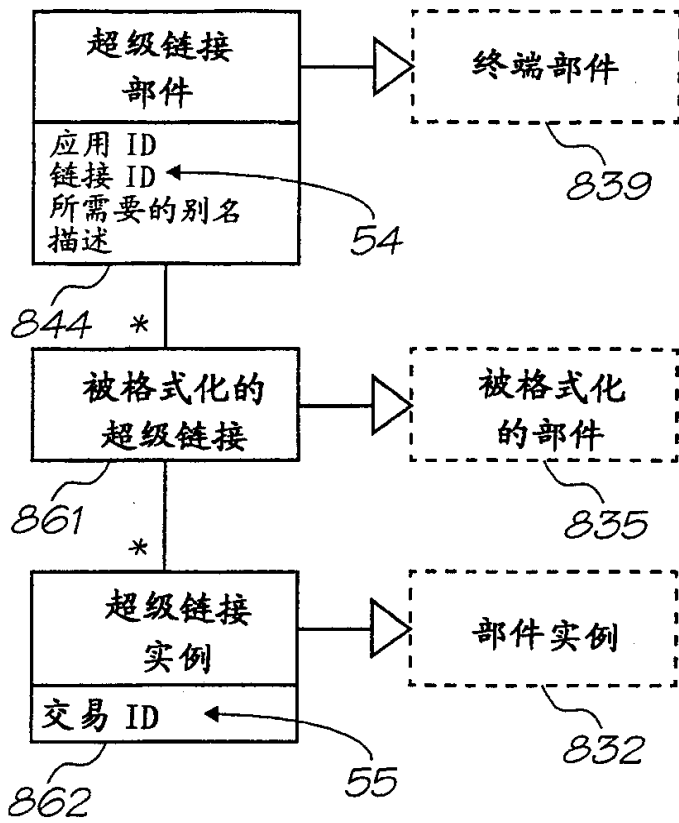 超级链接
部件
终端部件
839
应用 ID
链接 ID
所需要的别名
描述
54
844
*
被格式化的
超级链接
被格式化
的部件
861
835
*
超级链接
实例
部件实例
交易 ID
832
55
862